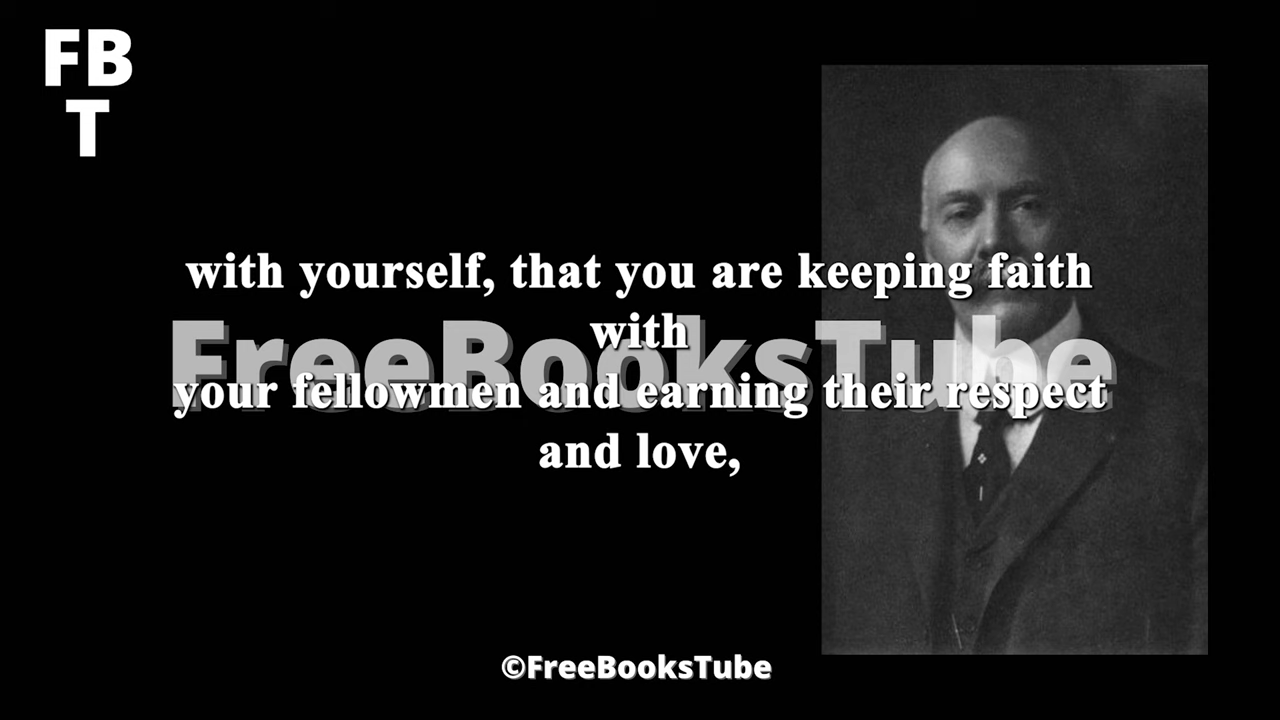 FB
T
with yourself, that you are keeping faith
with
FreeBooksTube
your fellowmen and earning their respect
and love,
©FreeBooksTube